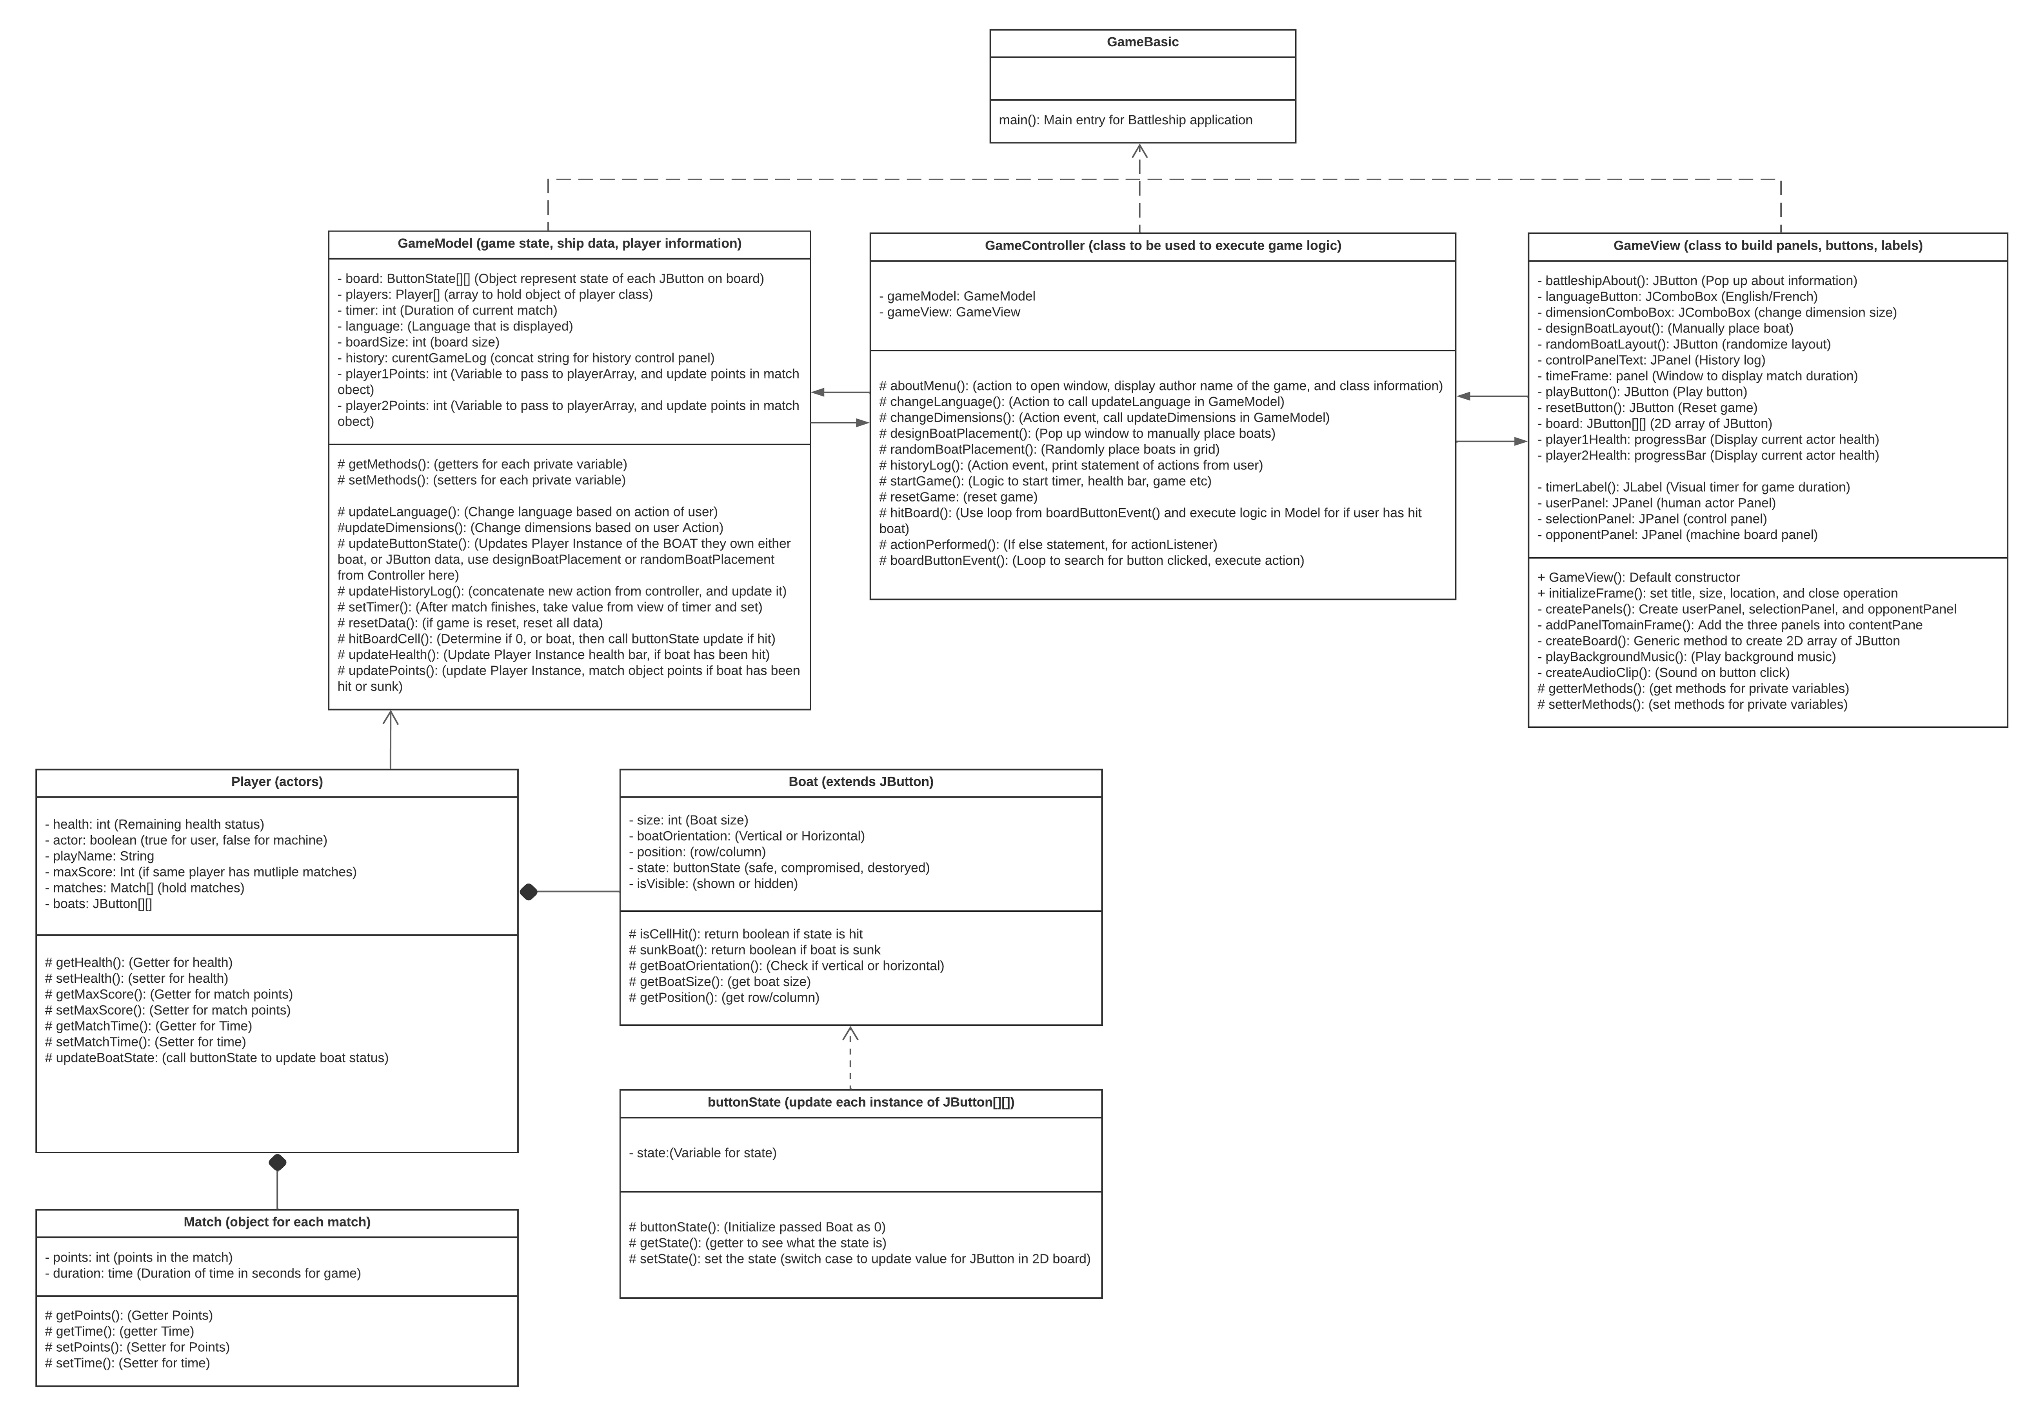 GameBasic
main(): Main entry for Battleship application
GameModel (game state, ship data, player information)
- board: ButtonState[][] (Object represent state of each JButton on board)
- players: Player[] (array to hold object of player class)
- timer: int (Duration of current match)
- language: (Language that is displayed)
- boardSize: int (board size)
- history: curentGameLog (concat string for history control panel)
- player1Points: int (Variable to pass to playerArray, and update points in match
obect)
- player2Points: int (Variable to pass to playerArray, and update points in match
obect)
# getMethods(): (getters for each private variable)
# setMethods(): (setters for each private variable)
# updateLanguage(): (Change language based on action of user)
#updateDimensions(): (Change dimensions based on user Action)
# updateButtonState(): (Updates Player Instance of the BOAT they own either
boat, or JButton data, use designBoatPlacement or randomBoatPlacement
from Controller here)
# updateHistoryLog(): (concatenate new action from controller, and update it)
# setTimer(): (After match finishes, take value from view of timer and set)
# resetData(): (if game is reset, reset all data)
# hitBoardCell(): (Determine if 0, or boat, then call buttonState update if hit)
# updateHealth(): (Update Player Instance health bar, if boat has been hit)
# updatePoints(): (update Player Instance, match object points if boat has been
hit or sunk)
GameController (class to be used to execute game logic)
- gameModel: GameModel
- gameView: GameView
# aboutMenu(): (action to open window, display author name of the game, and class information)
# changeLanguage(): (Action to call updateLanguage in GameModel)
# changeDimensions(): (Action event, call updateDimensions in GameModel)
# designBoatPlacement(): (Pop up window to manually place boats)
# randomBoatPlacement(): (Randomly place boats in grid)
# historyLog(): (Action event, print statement of actions from user)
# startGame(): (Logic to start timer, health bar, game etc)
# resetGame: (reset game)
# hitBoard(): (Use loop from boardButtonEvent() and execute logic in Model for if user has hit
boat)
# actionPerformed(): (If else statement, for actionListener)
# boardButtonEvent(): (Loop to search for button clicked, execute action)
GameView (class to build panels, buttons, labels)
- battleshipAbout(): JButton (Pop up about information)
- languageButton: JComboBox (English/French)
- dimensionComboBox: JComboBox (change dimension size)
- designBoatLayout(): (Manually place boat)
- randomBoatLayout(): JButton (randomize layout)
- controlPanelText: JPanel (History log)
- timeFrame: panel (Window to display match duration)
- playButton(): JButton (Play button)
- resetButton(): JButton (Reset game)
- board: JButton[][] (2D array of JButton)
- player1Health: progressBar (Display current actor health)
- player2Health: progressBar (Display current actor health)
- timerLabel(): JLabel (Visual timer for game duration)
- userPanel: JPanel (human actor Panel)
- selectionPanel: JPanel (control panel)
- opponentPanel: JPanel (machine board panel)
+ GameView(): Default constructor
+ initializeFrame(): set title, size, location, and close operation
- createPanels(): Create userPanel, selectionPanel, and opponentPanel
- addPanelTomainFrame(): Add the three panels into contentPane
- createBoard(): Generic method to create 2D array of JButton
- playBackgroundMusic(): (Play background music)
- createAudioClip(): (Sound on button click)
# getterMethods(): (get methods for private variables)
# setterMethods(): (set methods for private variables)
Player (actors)
- health: int (Remaining health status)
- actor: boolean (true for user, false for machine)
- playName: String
- maxScore: Int (if same player has mutliple matches)
- matches: Match[] (hold matches)
- boats: JButton[][]
# getHealth(): (Getter for health)
# setHealth(): (setter for health)
# getMaxScore(): (Getter for match points)
# setMaxScore(): (Setter for match points)
# getMatchTime(): (Getter for Time)
# setMatchTime(): (Setter for time)
# updateBoatState: (call buttonState to update boat status)
Boat (extends JButton)
- size: int (Boat size)
- boatOrientation: (Vertical or Horizontal)
- position: (row/column)
- state: buttonState (safe, compromised, destoryed)
- isVisible: (shown or hidden)
# isCellHit(): return boolean if state is hit
# sunkBoat(): return boolean if boat is sunk
# getBoatOrientation(): (Check if vertical or horizontal)
# getBoatSize(): (get boat size)
# getPosition(): (get row/column)
buttonState (update each instance of JButton[][])
- state:(Variable for state)
# buttonState(): (Initialize passed Boat as 0)
# getState(): (getter to see what the state is)
# setState(): set the state (switch case to update value for JButton in 2D board)
Match (object for each match)
- points: int (points in the match)
- duration: time (Duration of time in seconds for game)
# getPoints(): (Getter Points)
# getTime(): (getter Time)
# setPoints(): (Setter for Points)
# setTime(): (Setter for time)